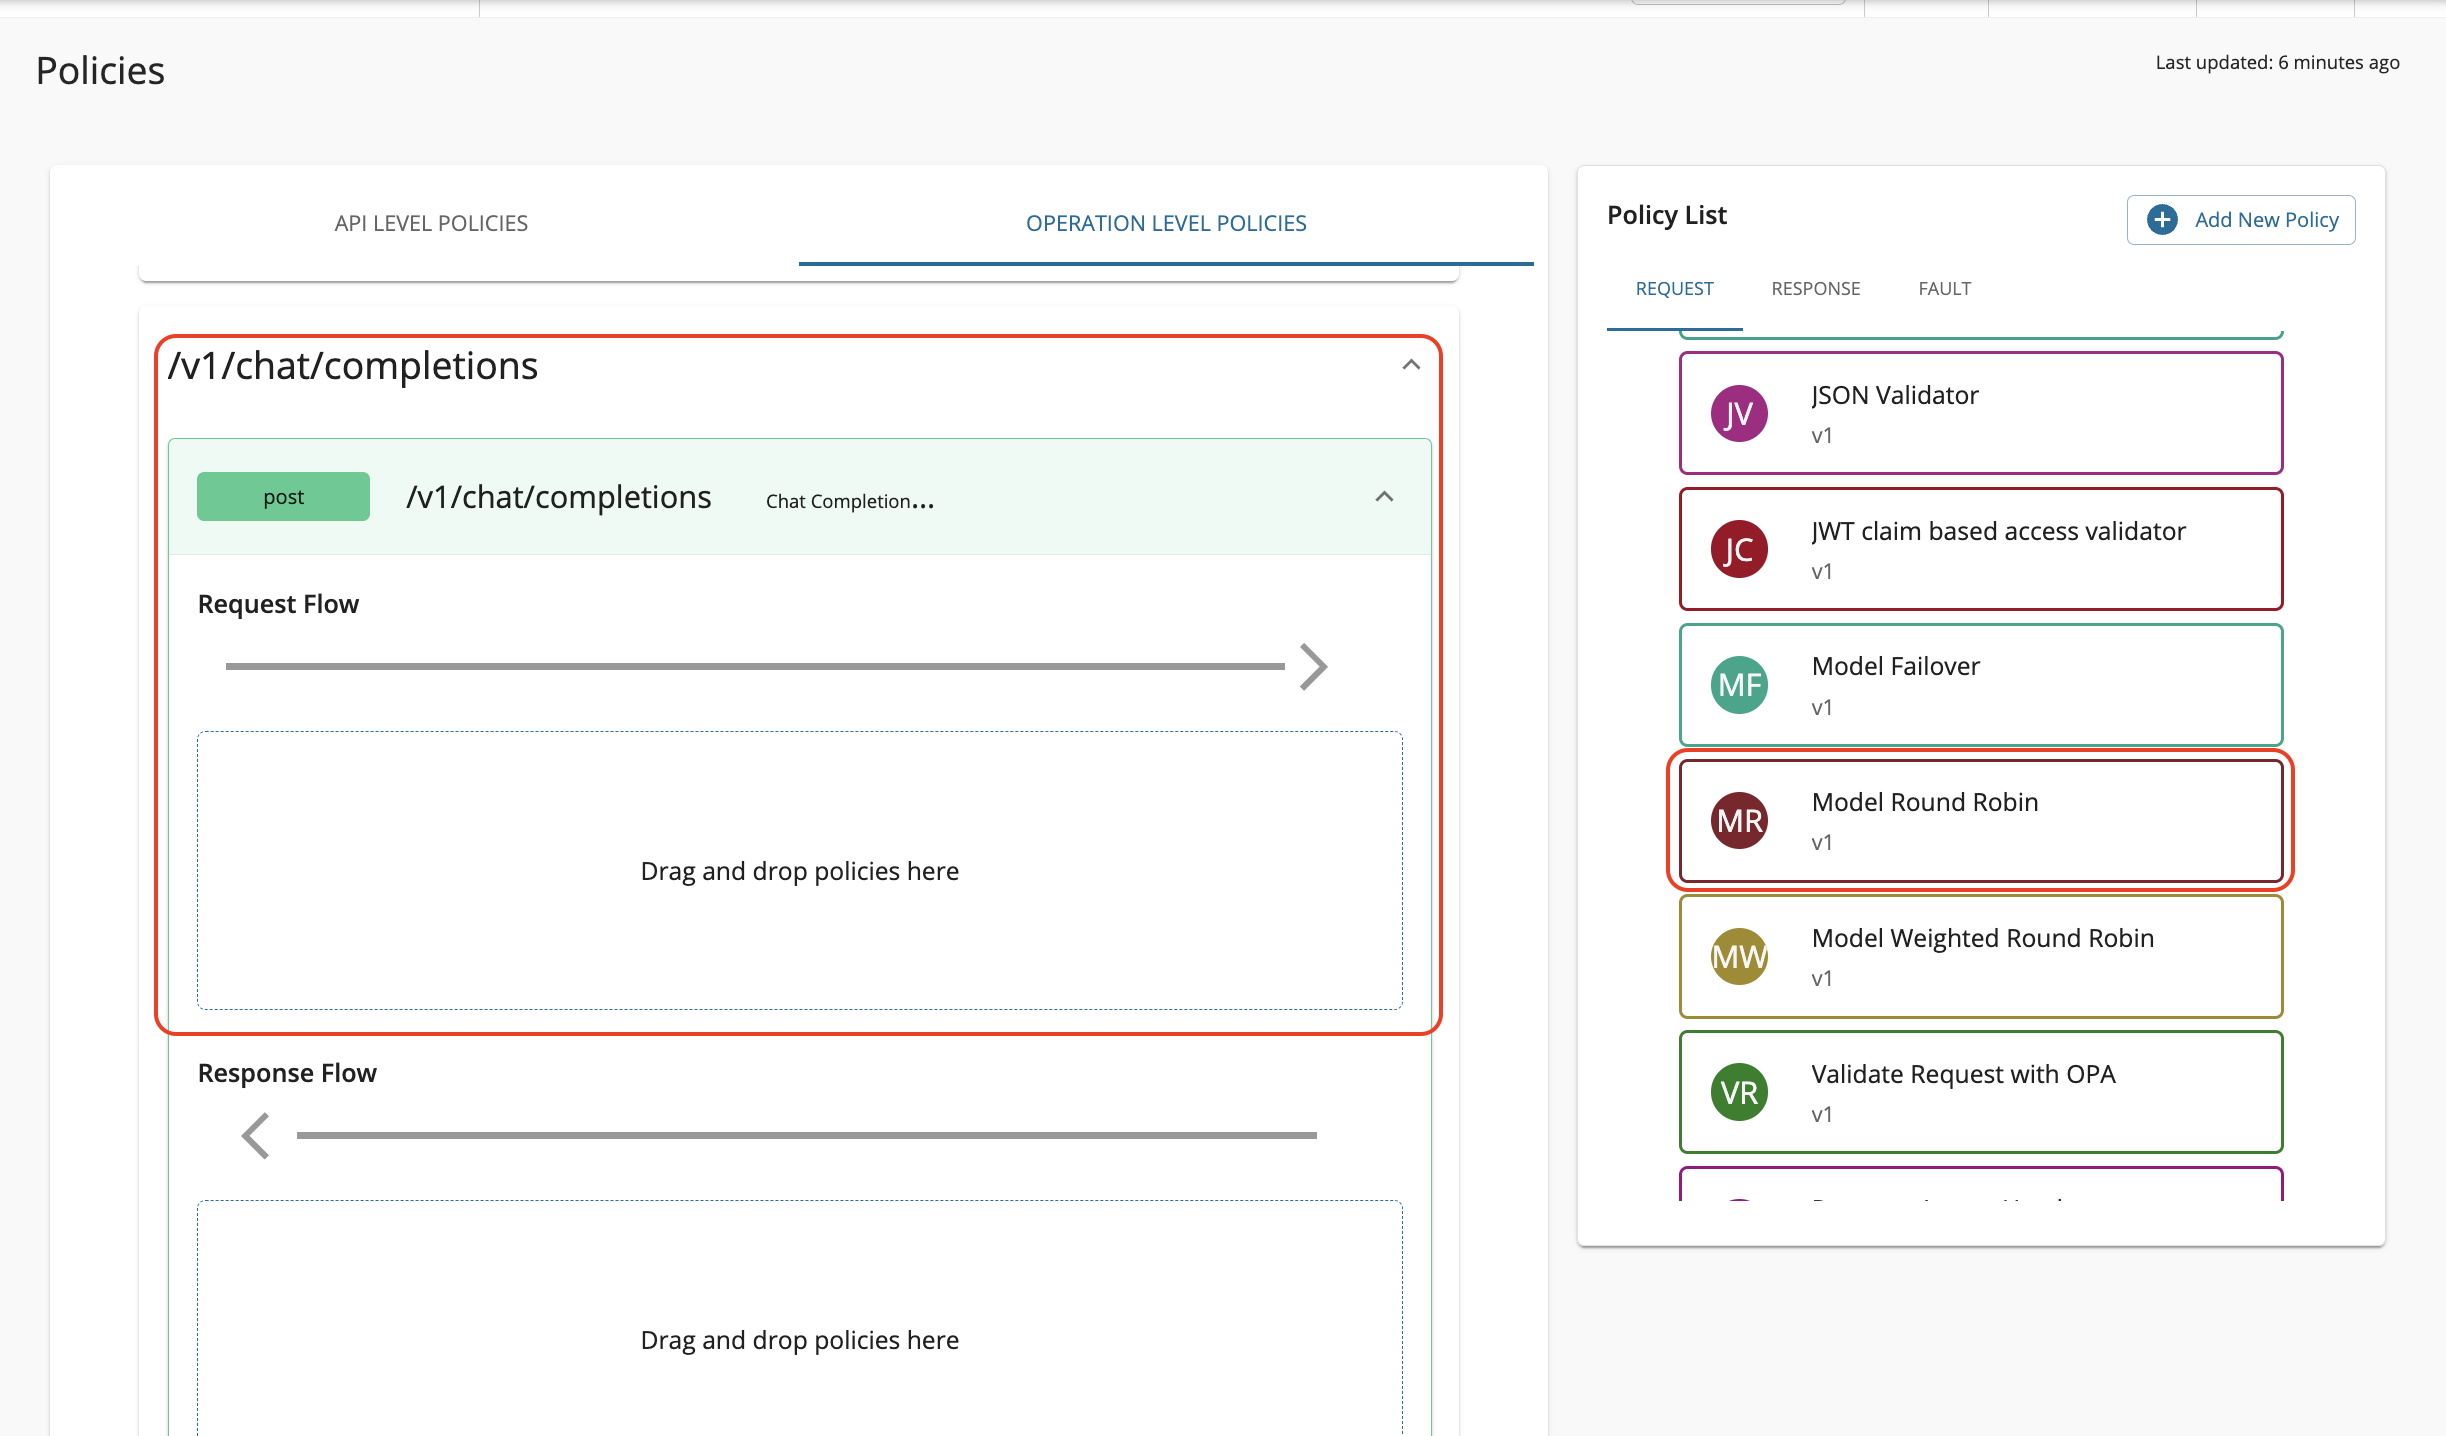 Policies
Last updated: 6 minutes ago
API LEVEL POLICIES
OPERATION LEVEL POLICIES
/v1/chat/completions
post
/v1/chat/completions
Chat Completion...
Request Flow
Drag and drop policies here
Response Flow
Drag and drop policies here
Policy List
Add New Policy
REQUEST
RESPONSE
FAULT
JV
JSON Validator
v1
JC
JWT claim based access validator
v1
MF
Model Failover
v1
MR
Model Round Robin
v1
MW
Model Weighted Round Robin
v1
VR
Validate Request with OPA
v1